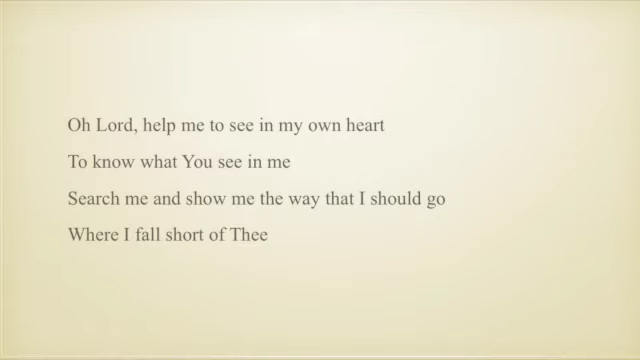 Oh Lord, help me to see in my own heart
To know what You see in me
Search me and show me the way that I should go
Where I fall short of Thee